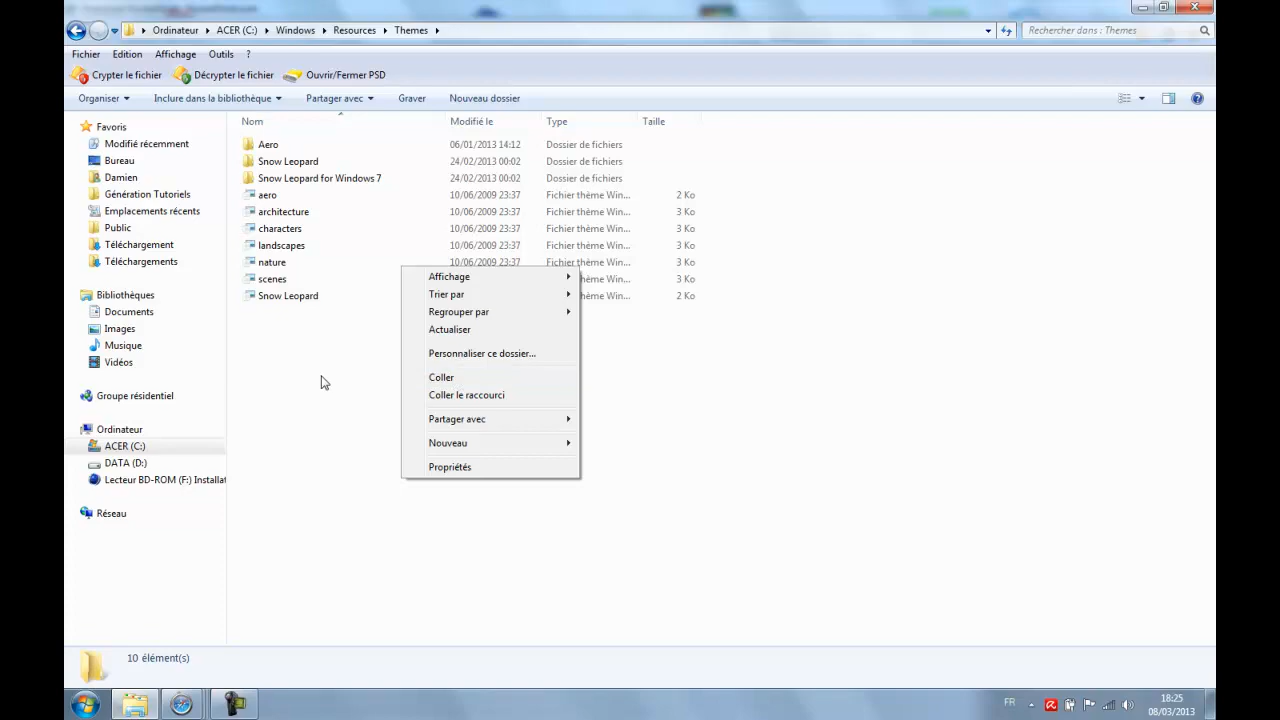 Ordinateur ACER (C:) Windows Resources Themes
Rechercher dans : Themes
Fichier Edition Affichage Outils ?
Crypter le fichier Décrypter le fichier Ouvrir/Fermer PSD
Organiser Inclure dans la bibliothèque Partager avec Graver Nouveau dossier
Nom Modifié le Type Taille
Aero 06/01/2013 14:12 Dossier de fichiers
Snow Leopard 24/02/2013 00:02 Dossier de fichiers
Snow Leopard for Windows 7 24/02/2013 00:02 Dossier de fichiers
aero 10/06/2009 23:37 Fichier thème Win... 2 Ko
architecture 10/06/2009 23:37 Fichier thème Win... 3 Ko
characters 10/06/2009 23:37 Fichier thème Win... 3 Ko
landscapes 10/06/2009 23:37 Fichier thème Win... 3 Ko
nature 10/06/2009 23:37 Fichier thème Win... 3 Ko
scenes hème Win... 3 Ko
Snow Leopard hème Win... 2 Ko
Favoris
Modifié récemment
Bureau
Damien
Génération Tutoriels
Emplacements récents
Public
Téléchargement
Téléchargements
Bibliothèques
Documents
Images
Musique
Vidéos
Groupe résidentiel
Ordinateur
ACER (C:)
DATA (D:)
Lecteur BD-ROM (F:) Installat
Réseau
Affichage
Trier par
Regrouper par
Actualiser
Personnaliser ce dossier...
Coller
Coller le raccourci
Partager avec
Nouveau
Propriétés
10 élément(s)
FR
18:25
08/03/2013